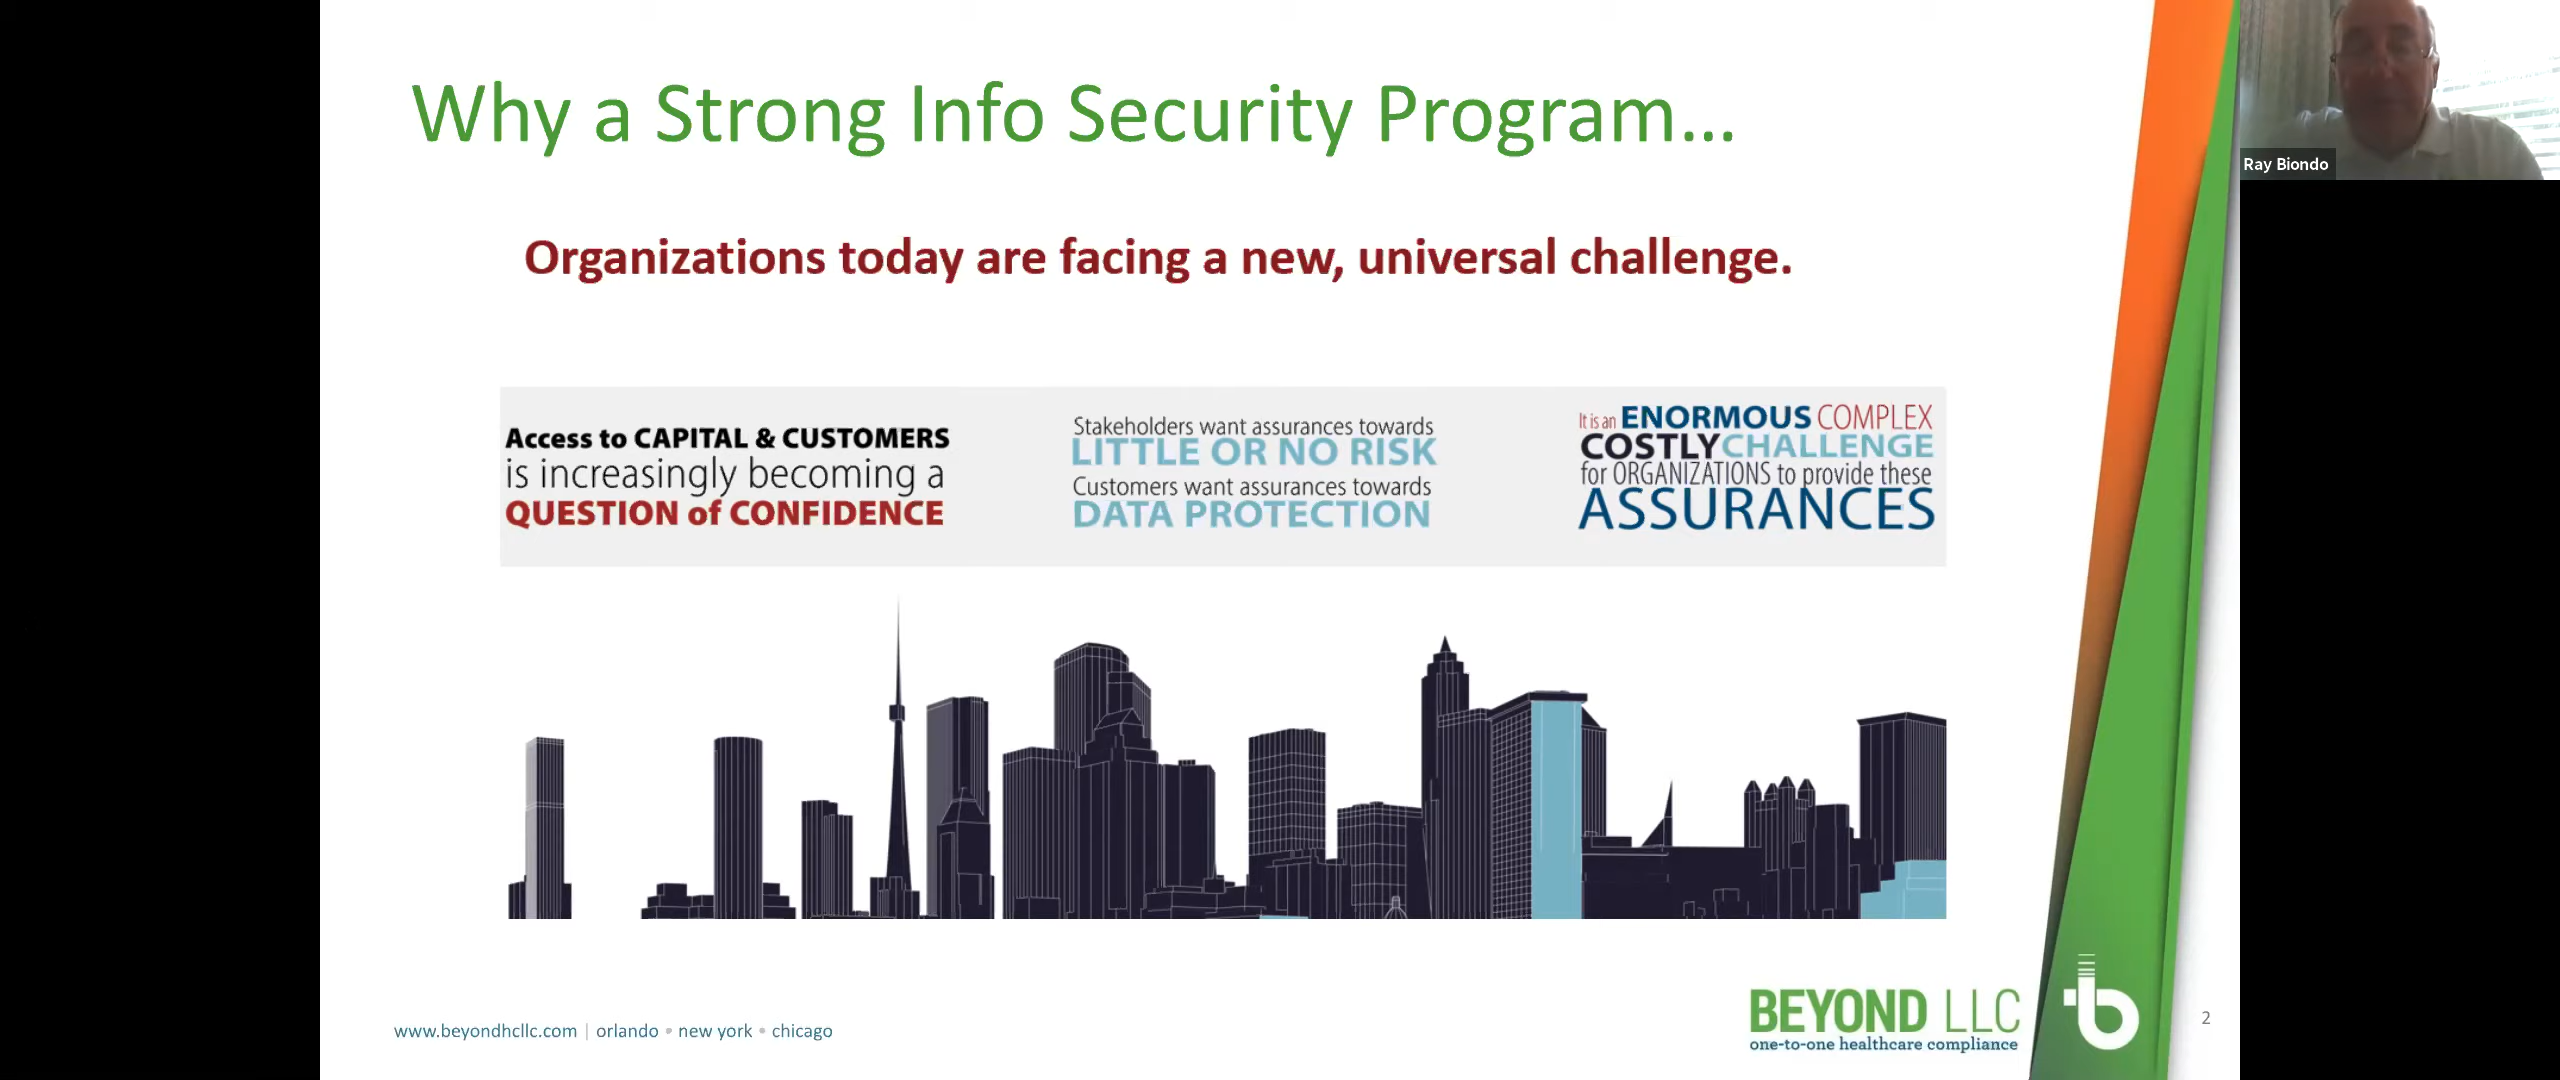 Why a Strong Info Security Program...
Ray Biondo
Organizations today are facing a new, universal challenge.
Access to CAPITAL & CUSTOMERS
is increasingly becoming a
QUESTION of CONFIDENCE
Stakeholders want assurances towards
LITTLE OR NO RISK
Customers want assurances towards
DATA PROTECTION
It is an ENORMOUS COMPLEX
COSTLY CHALLENGE
for ORGANIZATIONS to provide these
ASSURANCES
www.beyondhcllc.com | orlando • new york • chicago
BEYOND LLC
one-to-one healthcare compliance
b
2